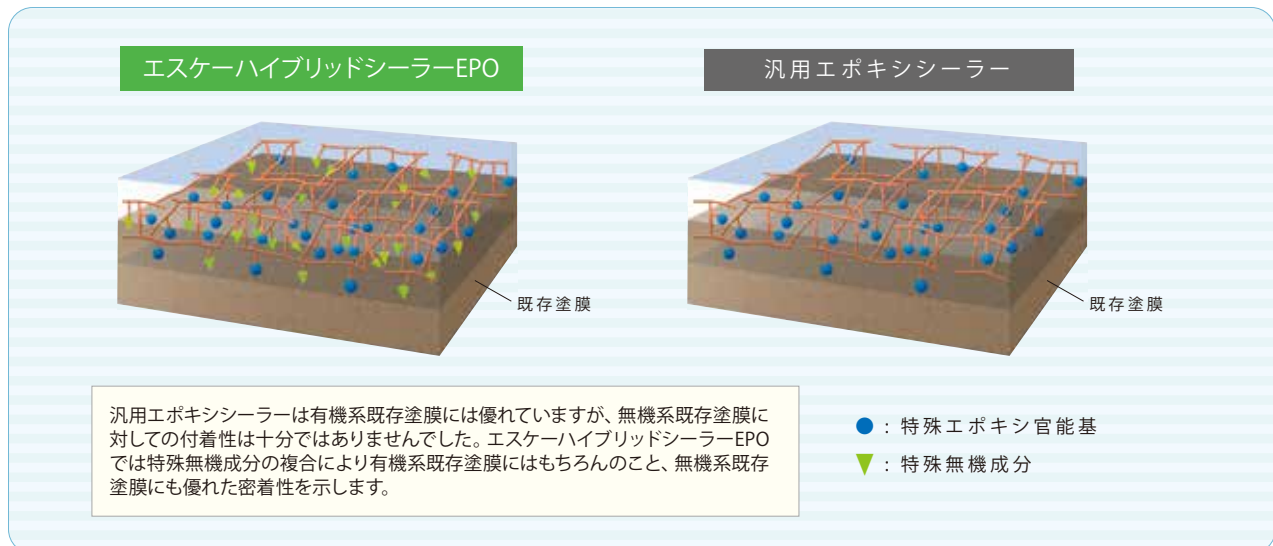 エスケーハイブリッドシーラーEPO
汎用エポキシシーラー
既存塗膜
既存塗膜
汎用エポキシシーラーは有機系既存塗膜には優れていますが、無機系既存塗膜に
対しての付着性は十分ではありませんでした。エスケーハイブリッドシーラーEPO
では特殊無機成分の複合により有機系既存塗膜にはもちろんのこと、無機系既存
塗膜にも優れた密着性を示します。
：特殊エポキシ官能基
：特殊無機成分